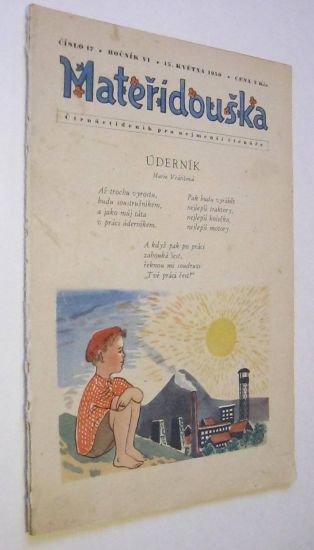 ČÍSLO 17 • ROČNÍK VI • 15. KVĚTNA 1950 • CENA 3 Kčs
Mateřídouška
Čtrnáctideník pro nejmenší čtenáře
ÚDERNÍK
Marie Vrátilová
Až trochu vyrostu,
budu soustružníkem,
a jako můj táta
v práci úderníkem.
Pak budu vyrábět
nejlepší traktory,
nejlepší kolečka,
nejlepší motory.
A když pak po práci
zahouká šest,
řeknou mi soudruzi
„Tvé práci čest!"